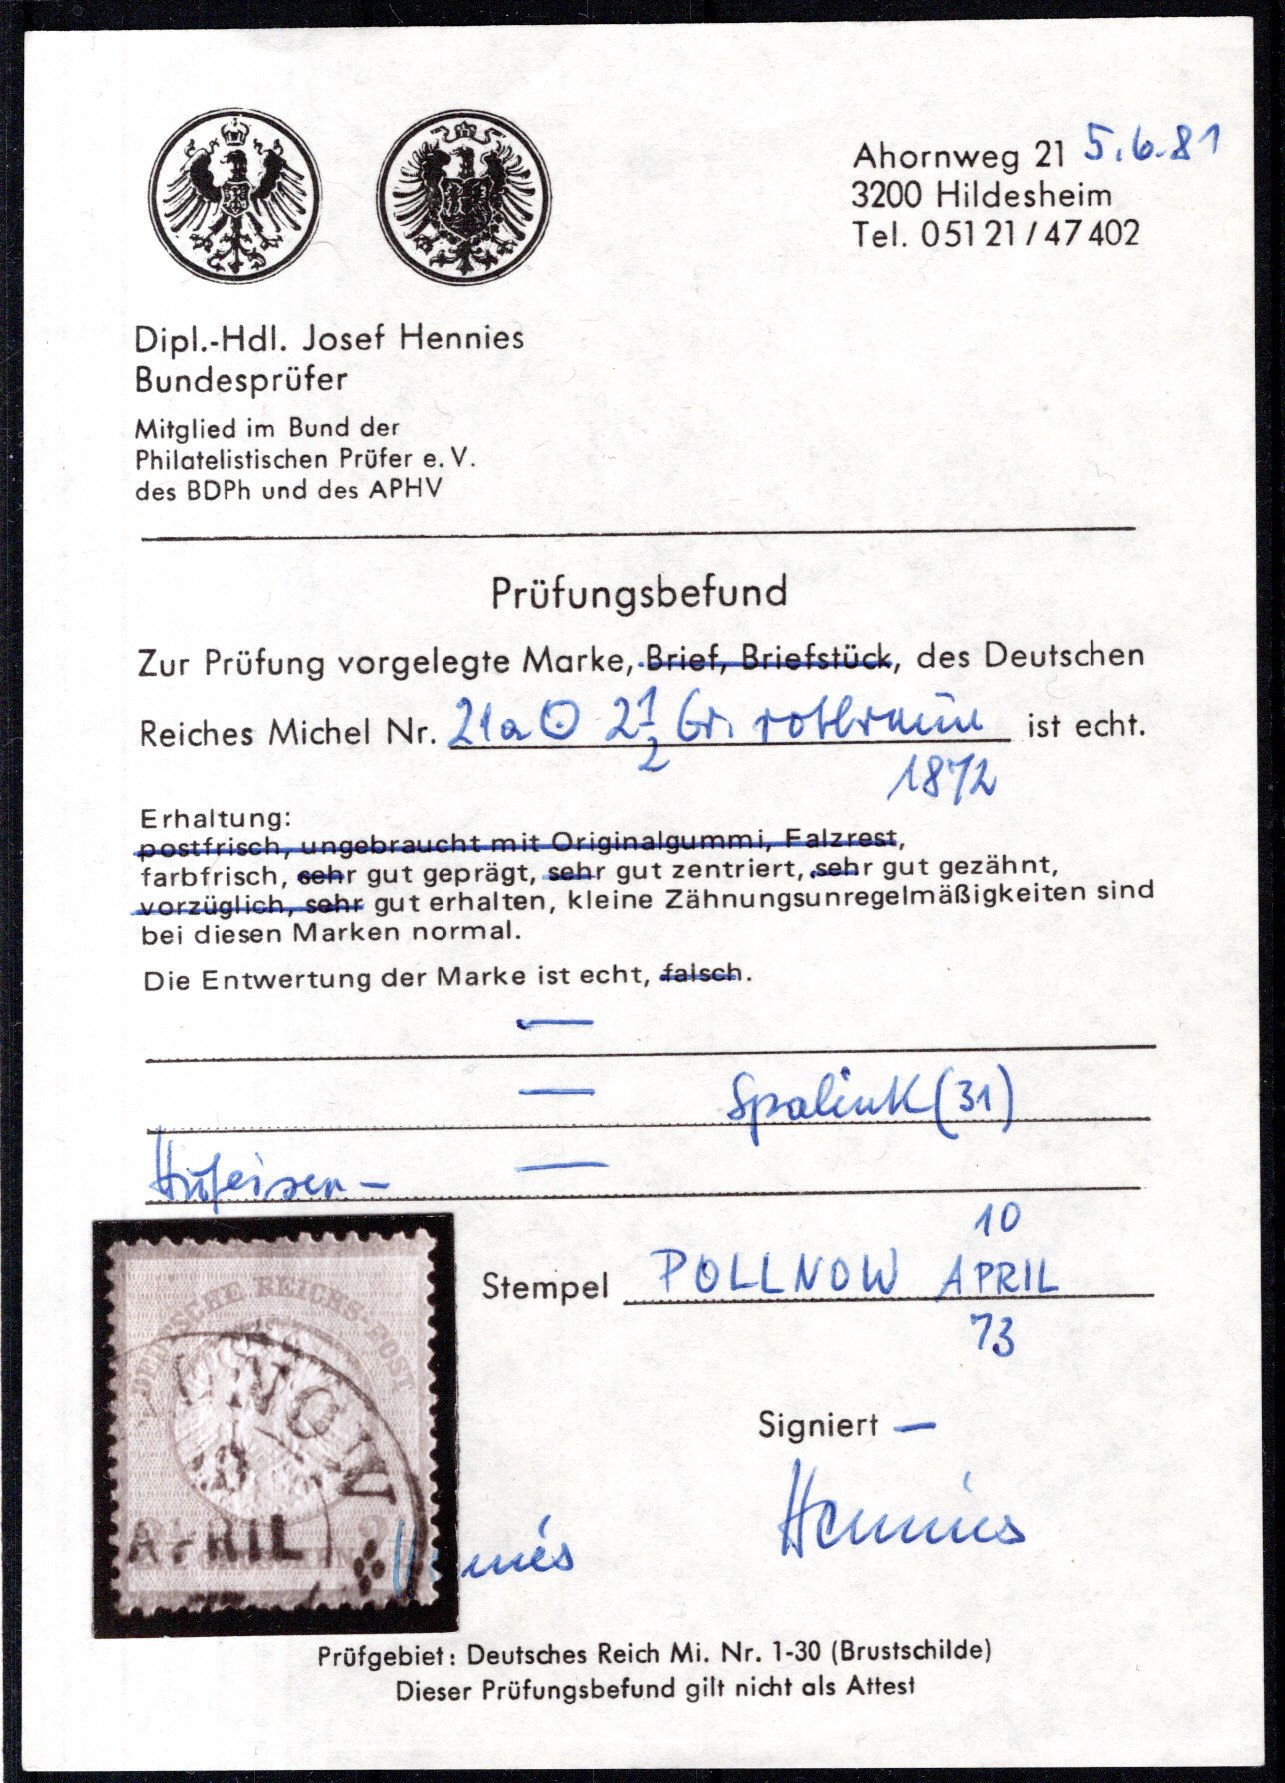 Ahornweg 21 5.6.81
3200 Hildesheim
Tel. 05121/47402
Dipl.-Hdl. Josef Hennies
Bundesprüfer
Mitglied im Bund der
Philatelistischen Prüfer e. V.
des BDPh und des APHV
Prüfungsbefund
Zur Prüfung vorgelegte Marke, Brief, Briefstück, des Deutschen
Reiches Michel Nr. 21a ⊙ 2 1/2 Gr. rotbraun ist echt.
1872
Erhaltung:
postfrisch, ungebraucht mit Originalgummi, Falzrest,
farbfrisch, sehr gut geprägt, sehr gut zentriert, sehr gut gezähnt,
vorzüglich, sehr gut erhalten, kleine Zähnungsunregelmäßigkeiten sind
bei diesen Marken normal.
Die Entwertung der Marke ist echt, falsch.
—
— Spalink (31)
Hufeisen – —
10
Stempel POLLNOW APRIL
73
DEUTSCHE REICHS-POST
APRIL
Signiert —
Hennies
Prüfgebiet: Deutsches Reich Mi. Nr. 1-30 (Brustschilde)
Dieser Prüfungsbefund gilt nicht als Attest